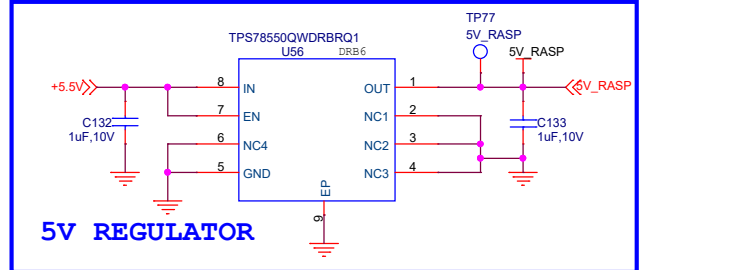 TP77
5V_RASP
TPS78550QWDRBRQ1
U56 DRB6
5V_RASP
+5.5V
8 IN
OUT 1
5V_RASP
7 EN
NC1 2
C132
1uF,10V
C133
1uF,10V
6 NC4
NC2 3
5 GND
NC3 4
EP
9
5V REGULATOR